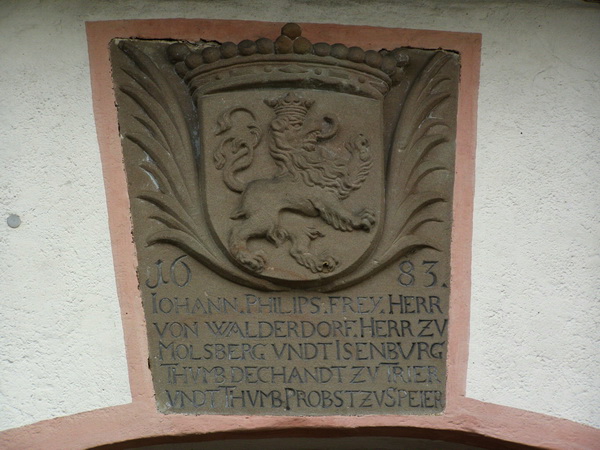 16 83.
IOHANN. PHILIPS. FREY. HERR
VON WALDERDORF. HERR ZV
MOLSBERG VNDT ISENBURG
THVMB DECHANDT ZV TRIER
VNDT THVMB PROBST ZV SPEIER